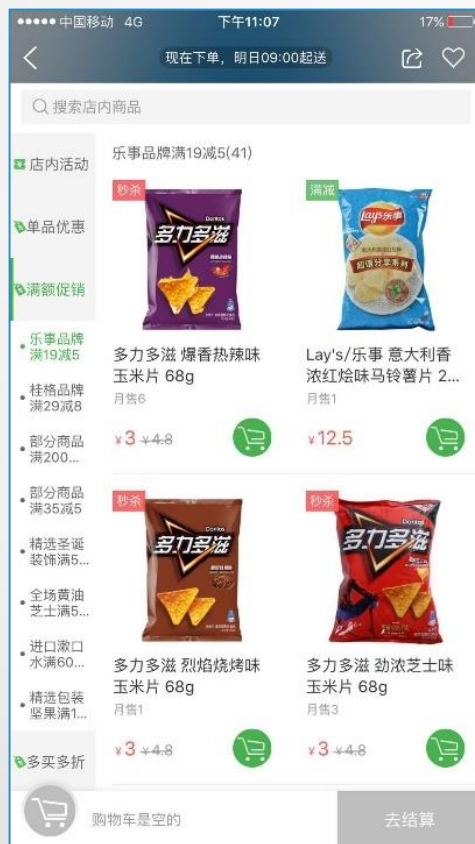 中国移动 4G 下午11:07 17%
现在下单，明日09:00起送
搜索店内商品
店内活动
单品优惠
满额促销
乐事品牌
满19减5
桂格品牌
满29减8
部分商品
满200...
部分商品
满35减5
精选圣诞
装饰满5...
全场黄油
芝士满5...
进口漱口
水满60...
精选包装
坚果满1...
多买多折
乐事品牌满19减5(41)
秒杀
Doritos
多力多滋
多力多滋 爆香热辣味
玉米片 68g
月售6
¥3 ¥4.8
满减
Lay's乐事
超值分享系列
Lay's/乐事 意大利香
浓红烩味马铃薯片 2...
月售1
¥12.5
秒杀
Doritos
多力多滋
多力多滋 烈焰烧烤味
玉米片 68g
月售1
¥3 ¥4.8
秒杀
Doritos
多力多滋
多力多滋 劲浓芝士味
玉米片 68g
月售3
¥3 ¥4.8
购物车是空的
去结算